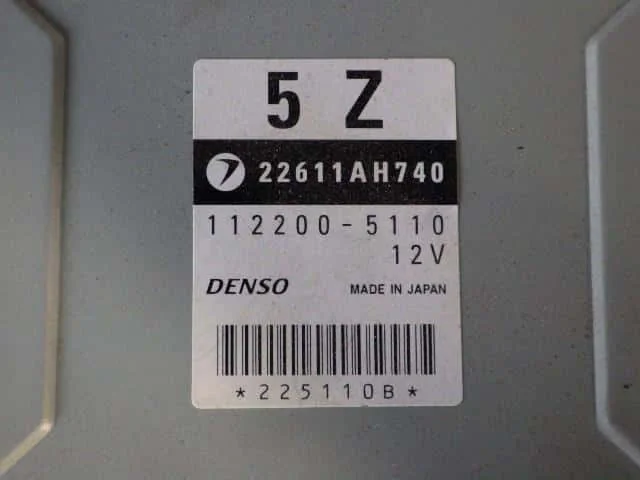 5 Z
22611AH740
112200-5110
12V
DENSO MADE IN JAPAN
*225110B*